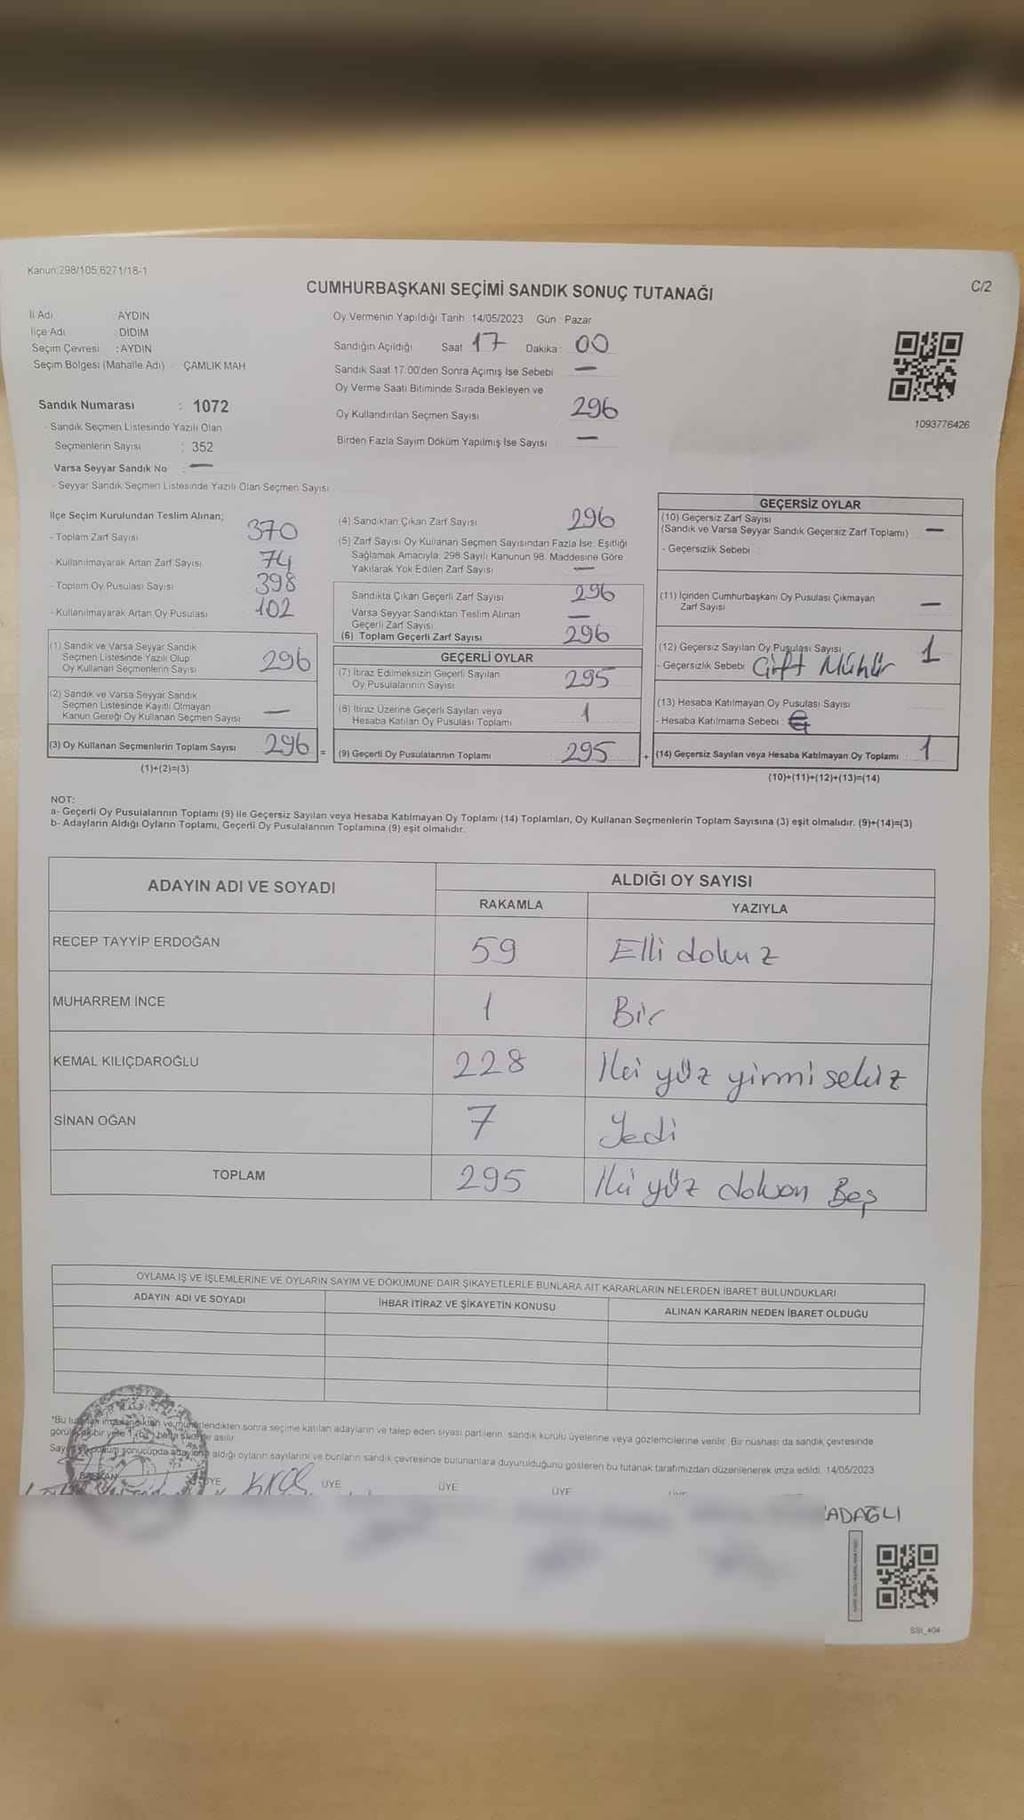 Kanun:298/105;6271/18-1
C/2
CUMHURBAŞKANI SEÇİMİ SANDIK SONUÇ TUTANAĞI
İl Adı AYDIN
İlçe Adı : DİDİM
Seçim Çevresi : AYDIN
Seçim Bölgesi (Mahalle Adı) ÇAMLIK MAH
Sandık Numarası : 1072
- Sandık Seçmen Listesinde Yazılı Olan
Seçmenlerin Sayısı : 352
Varsa Seyyar Sandık No : —
- Seyyar Sandık Seçmen Listesinde Yazılı Olan Seçmen Sayısı
Oy Vermenin Yapıldığı Tarih 14/05/2023 Gün : Pazar
Sandığın Açıldığı Saat 17 Dakika : 00
Sandık Saat 17:00'den Sonra Açımış İse Sebebi —
Oy Verme Saati Bitiminde Sırada Bekleyen ve
Oy Kullandırılan Seçmen Sayısı 296
Birden Fazla Sayım Döküm Yapılmış İse Sayısı —
1093776426
İlçe Seçim Kurulundan Teslim Alınan;
- Toplam Zarf Sayısı 370
- Kullanılmayarak Artan Zarf Sayısı 74
- Toplam Oy Pusulası Sayısı 398
- Kullanılmayarak Artan Oy Pusulası 102
(1) Sandık ve Varsa Seyyar Sandık
Seçmen Listesinde Yazılı Olup
Oy Kullanan Seçmenlerin Sayısı 296
(2) Sandık ve Varsa Seyyar Sandık
Seçmen Listesinde Kayıtlı Olmayan
Kanun Gereği Oy Kullanan Seçmen Sayısı —
(3) Oy Kullanan Seçmenlerin Toplam Sayısı 296 =
(1)+(2)=(3)
(4) Sandıktan Çıkan Zarf Sayısı 296
(5) Zarf Sayısı Oy Kullanan Seçmen Sayısından Fazla İse; Eşitliği
Sağlamak Amacıyla, 298 Sayılı Kanunun 98. Maddesine Göre
Yakılarak Yok Edilen Zarf Sayısı —
Sandıkta Çıkan Geçerli Zarf Sayısı 296
Varsa Seyyar Sandıktan Teslim Alınan
Geçerli Zarf Sayısı —
(6) Toplam Geçerli Zarf Sayısı 296
GEÇERLİ OYLAR
(7) İtiraz Edilmeksizin Geçerli Sayılan
Oy Pusulalarının Sayısı 295
(8) İtiraz Üzerine Geçerli Sayılan veya
Hesaba Katılan Oy Pusulası Toplamı 1
(9) Geçerli Oy Pusulalarının Toplamı 295 +
GEÇERSİZ OYLAR
(10) Geçersiz Zarf Sayısı
(Sandık ve Varsa Seyyar Sandık Geçersiz Zarf Toplamı) —
- Geçersizlik Sebebi :
(11) İçinden Cumhurbaşkanı Oy Pusulası Çıkmayan
Zarf Sayısı —
(12) Geçersiz Sayılan Oy Pusulası Sayısı 1
- Geçersizlik Sebebi Çift Mühür
(13) Hesaba Katılmayan Oy Pusulası Sayısı
- Hesaba Katılmama Sebebi :
(14) Geçersiz Sayılan veya Hesaba Katılmayan Oy Toplamı 1
(10)+(11)+(12)+(13)=(14)
NOT:
a- Geçerli Oy Pusulalarının Toplamı (9) ile Geçersiz Sayılan veya Hesaba Katılmayan Oy Toplamı (14) Toplamları, Oy Kullanan Seçmenlerin Toplam Sayısına (3) eşit olmalıdır. (9)+(14)=(3)
b- Adayların Aldığı Oyların Toplamı, Geçerli Oy Pusulalarının Toplamına (9) eşit olmalıdır.
ADAYIN ADI VE SOYADI
ALDIĞI OY SAYISI
RAKAMLA YAZIYLA
RECEP TAYYİP ERDOĞAN 59 Elli dokuz
MUHARREM İNCE 1 Bir
KEMAL KILIÇDAROĞLU 228 İki yüz yirmi sekiz
SİNAN OĞAN 7 Yedi
TOPLAM 295 İki yüz doksan Beş
OYLAMA İŞ VE İŞLEMLERİNE VE OYLARIN SAYIM VE DÖKÜMÜNE DAİR ŞİKAYETLERLE BUNLARA AİT KARARLARIN NELERDEN İBARET BULUNDUKLARI
ADAYIN ADI VE SOYADI İHBAR İTİRAZ VE ŞİKAYETİN KONUSU ALINAN KARARIN NEDEN İBARET OLDUĞU
sonra seçime katılan adayların ve talep eden siyasi partilerin, sandık kurulu üyelerine veya gözlemcilerine verilir. Bir nüshası da sandık çevresinde
aldığı oyların sayılarını ve bunların sandık çevresinde bulunanlara duyurulduğunu gösteren bu tutanak tarafımızdan düzenlenerek imza edildi. 14/05/2023
BAŞKAN ÜYE ÜYE ÜYE ÜYE
ADAĞLI
SSI_404